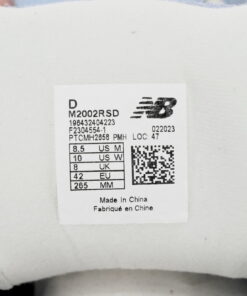 D
M2002RSD
NB
196432404223
F2304554-1
022023
PTCMH2858 PMH LOC: 47
8.5 US M
10 US W
8 UK
42 EU
265 MM
Made in China
Fabriqué en Chine